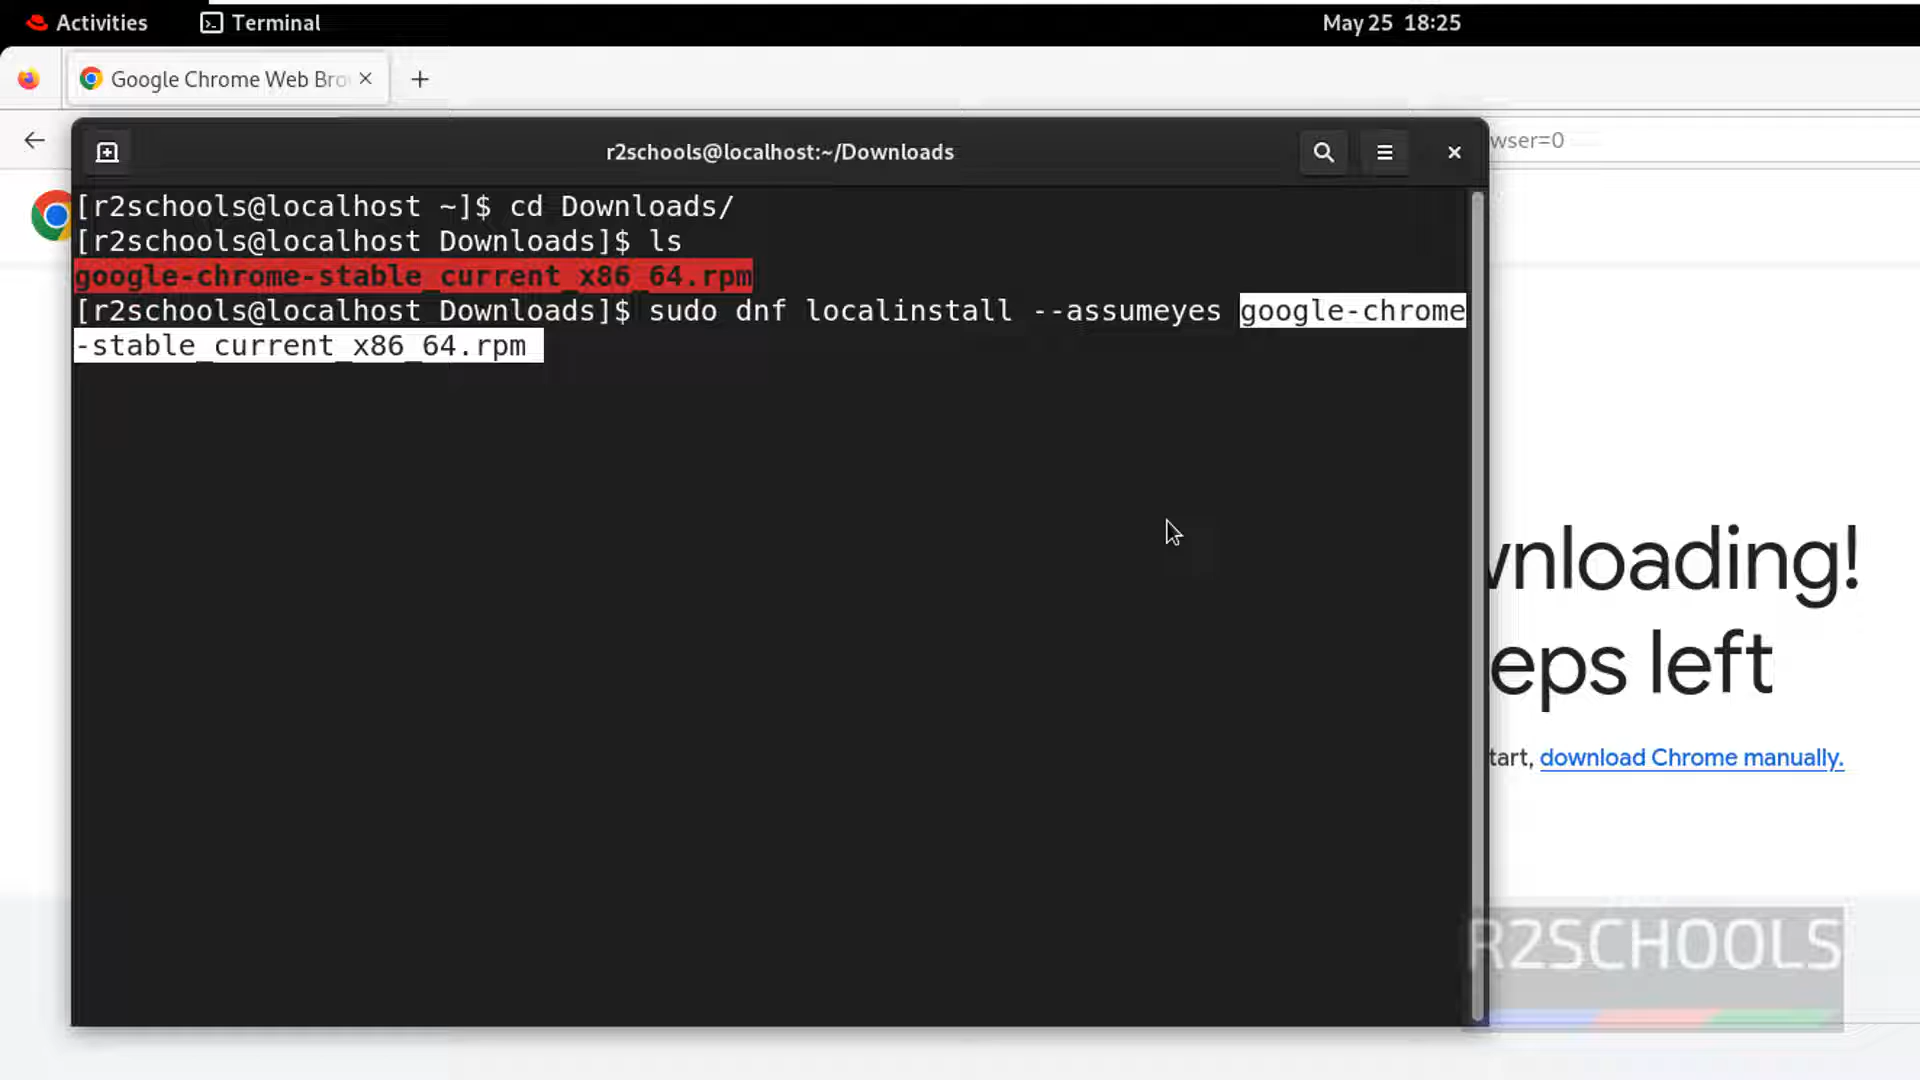 Activities Terminal May 25 18:25
Google Chrome Web Bro
r2schools@localhost:~/Downloads
wser=0
[r2schools@localhost ~]$ cd Downloads/
[r2schools@localhost Downloads]$ ls
google-chrome-stable_current_x86_64.rpm
[r2schools@localhost Downloads]$ sudo dnf localinstall --assumeyes google-chrome
-stable_current_x86_64.rpm
wnloading!
eps left
tart, download Chrome manually.
R2SCHOOLS